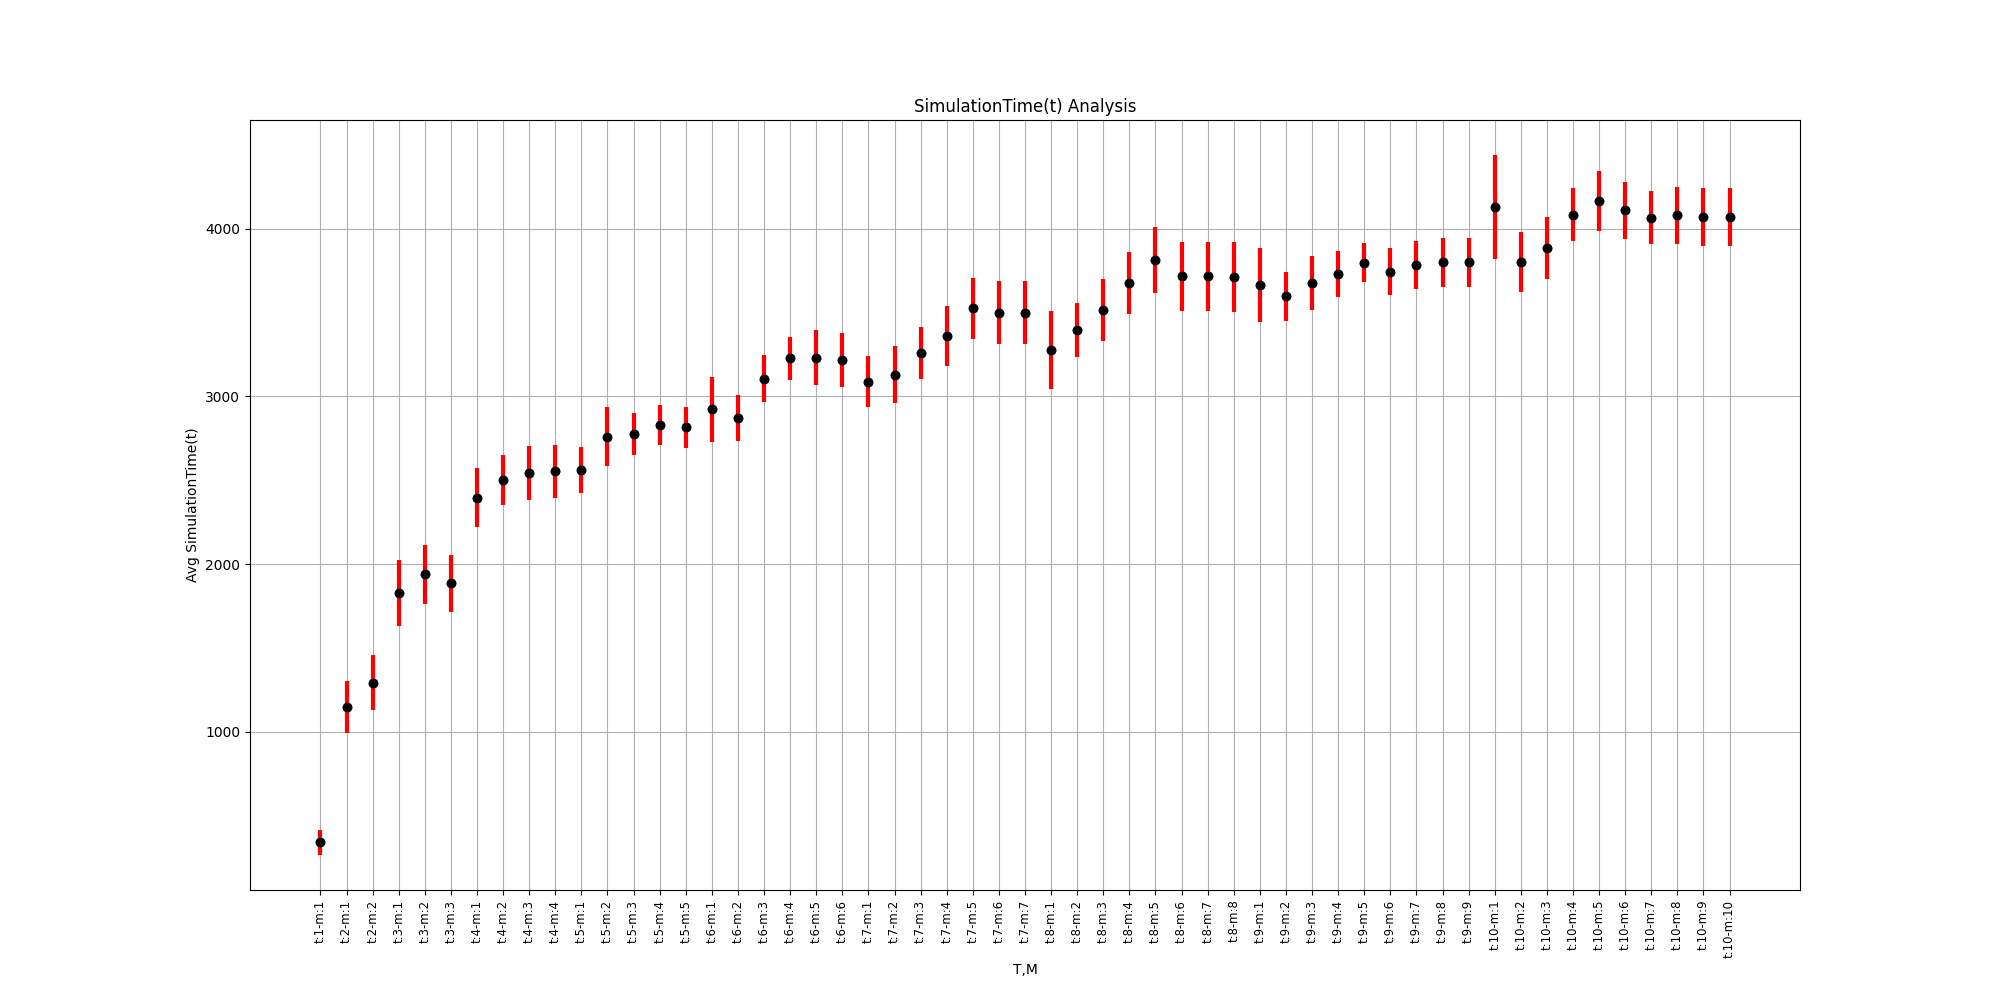 SimulationTime(t) Analysis
Avg SimulationTime(t)
4000
3000
2000
1000
t:1-m:1
t:2-m:1
t:2-m:2
t:3-m:1
t:3-m:2
t:3-m:3
t:4-m:1
t:4-m:2
t:4-m:3
t:4-m:4
t:5-m:1
t:5-m:2
t:5-m:3
t:5-m:4
t:5-m:5
t:6-m:1
t:6-m:2
t:6-m:3
t:6-m:4
t:6-m:5
t:6-m:6
t:7-m:1
t:7-m:2
t:7-m:3
t:7-m:4
t:7-m:5
t:7-m:6
t:7-m:7
t:8-m:1
t:8-m:2
t:8-m:3
t:8-m:4
t:8-m:5
t:8-m:6
t:8-m:7
t:8-m:8
t:9-m:1
t:9-m:2
t:9-m:3
t:9-m:4
t:9-m:5
t:9-m:6
t:9-m:7
t:9-m:8
t:9-m:9
t:10-m:1
t:10-m:2
t:10-m:3
t:10-m:4
t:10-m:5
t:10-m:6
t:10-m:7
t:10-m:8
t:10-m:9
t:10-m:10
T,M